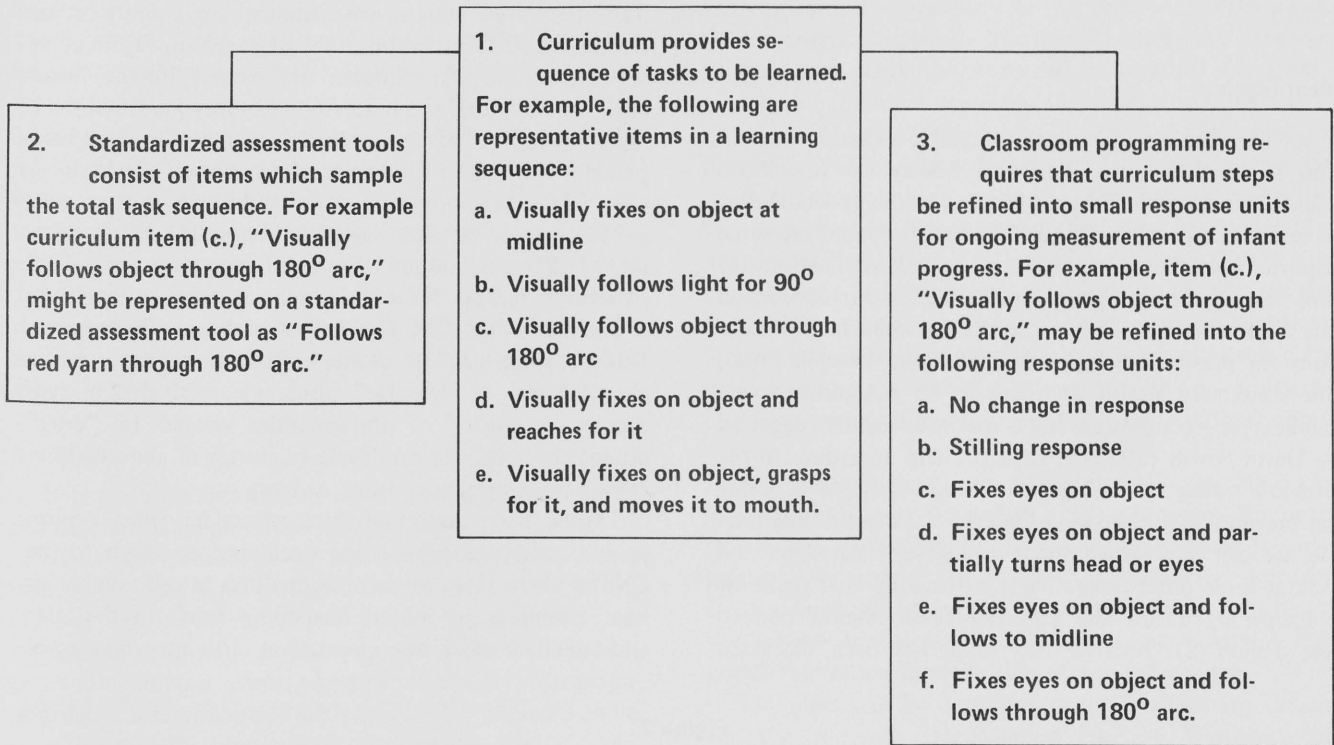 1. Curriculum provides se-
quence of tasks to be learned.
For example, the following are
representative items in a learning
sequence:
a. Visually fixes on object at
midline
b. Visually follows light for 90° 
c. Visually follows object through
180° arc
d. Visually fixes on object and
reaches for it
e. Visually fixes on object, grasps
for it, and moves it to mouth.
2. Standardized assessment tools
consist of items which sample
the total task sequence. For example
curriculum item (c.), "Visually
follows object through 180° arc,"
might be represented on a standar-
dized assessment tool as "Follows
red yarn through 180° arc."
3. Classroom programming re-
quires that curriculum steps
be refined into small response units
for ongoing measurement of infant
progress. For example, item (c.),
"Visually follows object through
180° arc," may be refined into the
following response units:
a. No change in response
b. Stilling response
c. Fixes eyes on object
d. Fixes eyes on object and par-
tially turns head or eyes
e. Fixes eyes on object and fol-
lows to midline
f. Fixes eyes on object and fol-
lows through 180° arc.